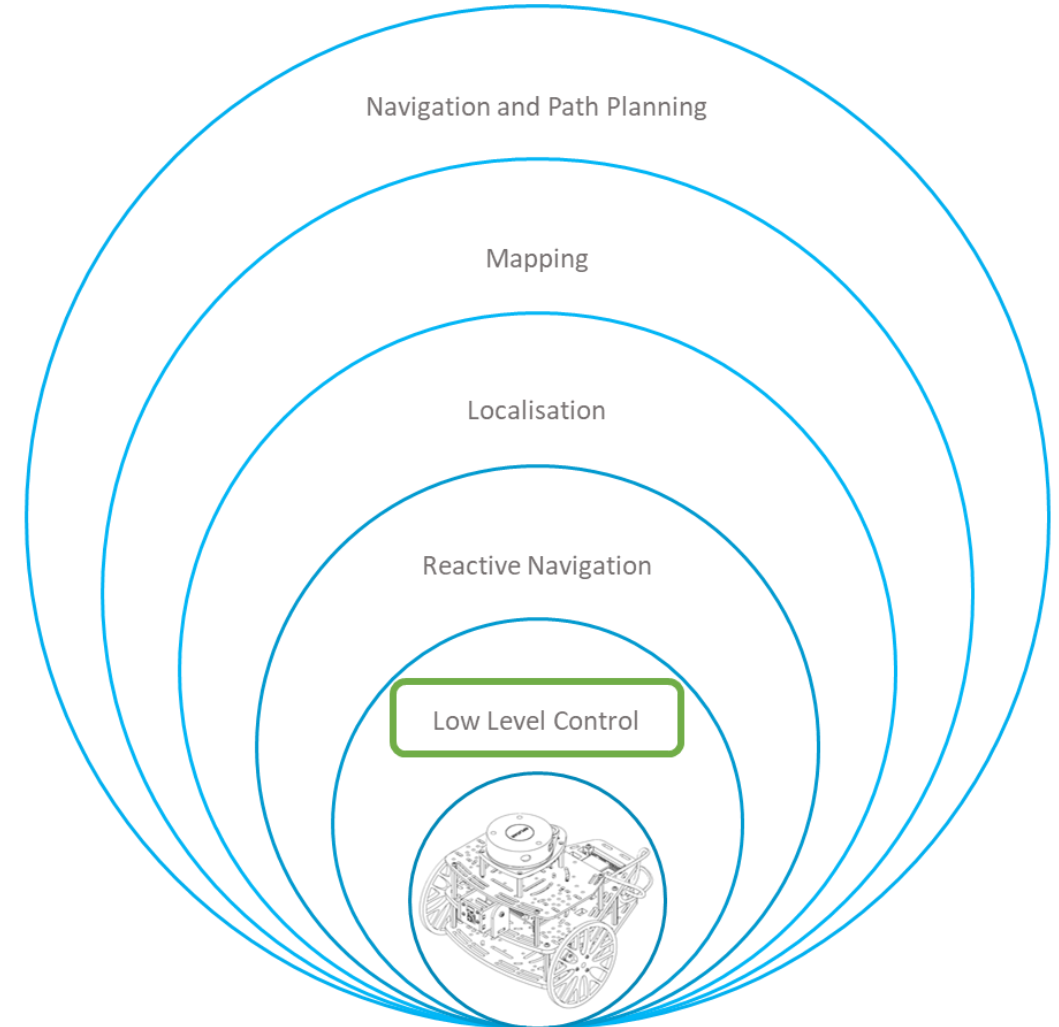 Navigation and Path Planning
Mapping
Localisation
Reactive Navigation
Low Level Control